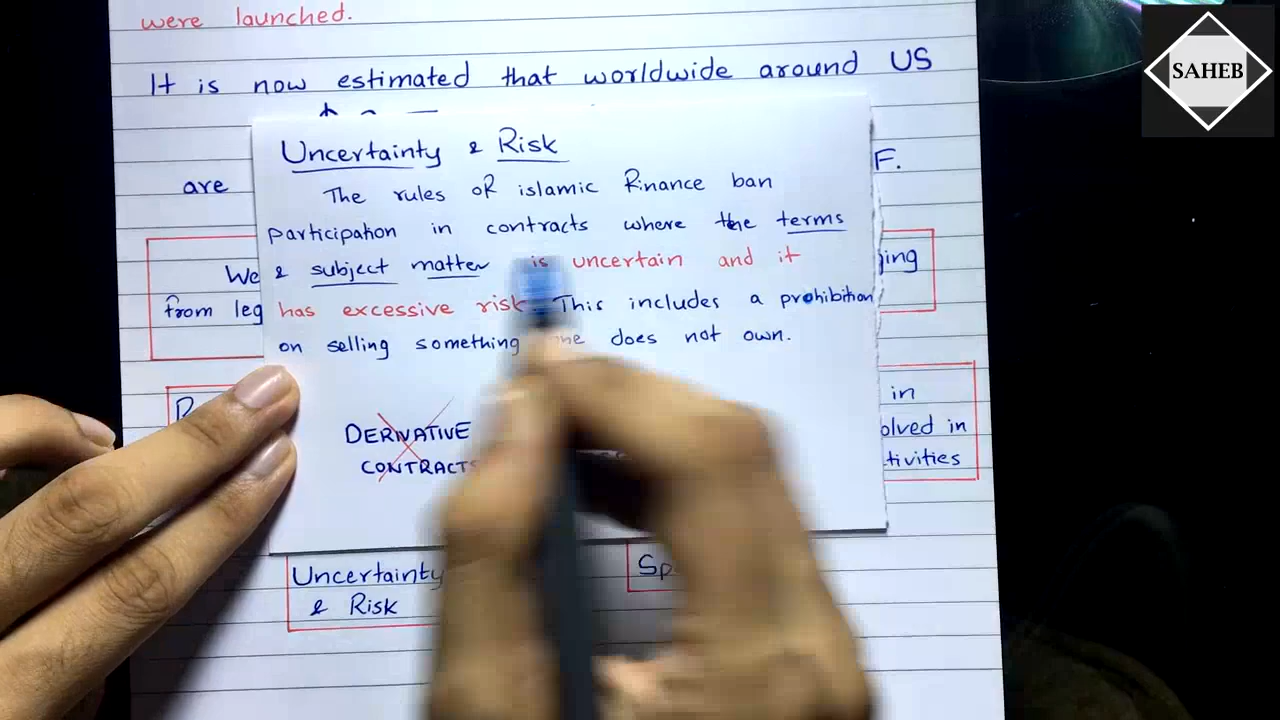 were launched.
SAHEB
It is now estimated that worldwide around US
Uncertainty & Risk
F.
are
The rules of islamic finance ban
participation in contracts where the terms
& subject matter is uncertain and it
We
from leg
has excessive risk. This includes a prohibition
on selling something does not own.
in
olved in
tivities
DERIVATIVE
CONTRACTS
Uncertainty
& Risk
Sp